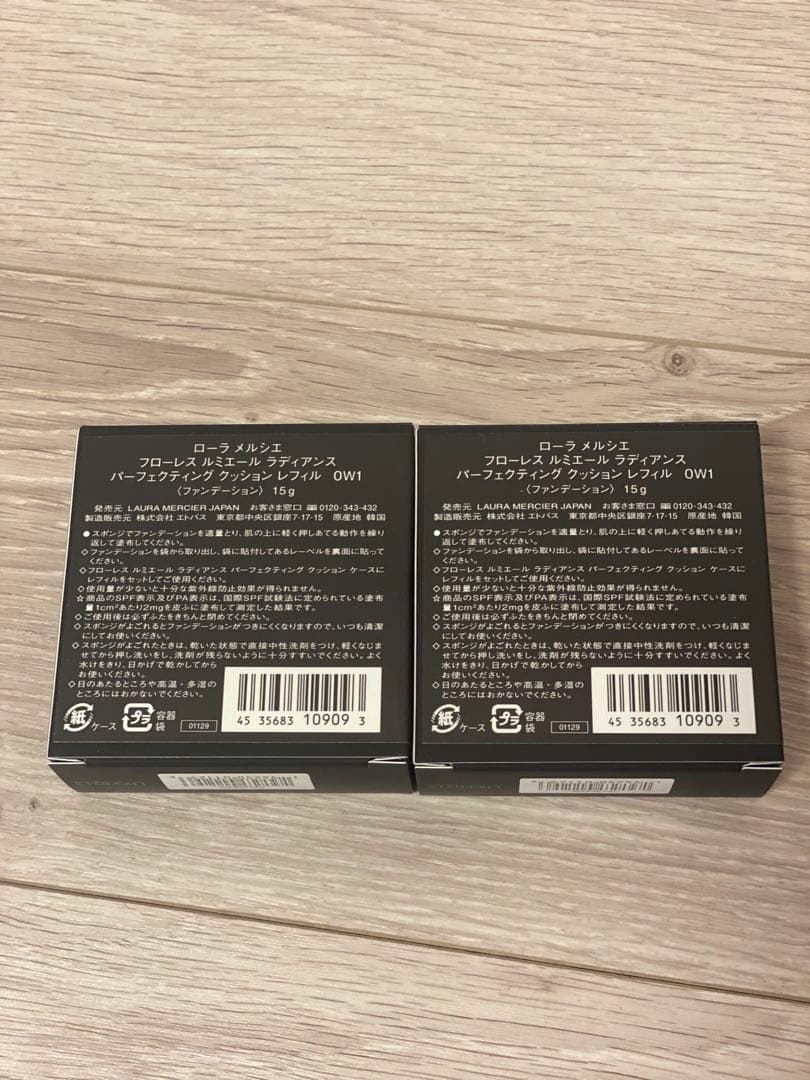 ローラ メルシエ
フローレス ルミエール ラディアンス
パーフェクティング クッション レフィル 0W1
〈ファンデーション〉 15g
発売元 LAURA MERCIER JAPAN お客さま窓口 0120-343-432
製造販売元 株式会社 エトバス 東京都中央区銀座7-17-15 原産地 韓国
●スポンジでファンデーションを適量とり、肌の上に軽く押しあてる動作を繰り
返して塗布してください。
◇ファンデーションを袋から取り出し、袋に貼付してあるレーベルを裏面に貼って
ください。
◇フローレス ルミエール ラディアンス パーフェクティング クッション ケースに
レフィルをセットしてご使用ください。
◇使用量が少ないと十分な紫外線防止効果が得られません。
☆商品のSPF表示及びPA表示は、国際SPF試験法に定められている塗布
量1cm²あたり2mgを皮ふに塗布して測定した結果です。
◇ご使用後は必ずふたをきちんと閉めてください。
◇スポンジがよごれるとファンデーションがつきにくくなりますので、いつも清潔
にしてお使いください。
◇スポンジがよごれたときは、乾いた状態で直接中性洗剤をつけ、軽くなじ
ませてから押し洗いをし、洗剤が残らないように十分すすいでください。よく
水けをきり、日かげで乾かしてから
お使いください。
◇日のあたるところや高温・多湿の
ところにはおかないでください。
紙 ケース プラ 容器
袋
01129
45 35683 10909 3
ローラ メルシエ
フローレス ルミエール ラディアンス
パーフェクティング クッション レフィル 0W1
〈ファンデーション〉 15g
発売元 LAURA MERCIER JAPAN お客さま窓口 0120-343-432
製造販売元 株式会社 エトバス 東京都中央区銀座7-17-15 原産地 韓国
●スポンジでファンデーションを適量とり、肌の上に軽く押しあてる動作を繰り
返して塗布してください。
◇ファンデーションを袋から取り出し、袋に貼付してあるレーベルを裏面に貼って
ください。
◇フローレス ルミエール ラディアンス パーフェクティング クッション ケースに
レフィルをセットしてご使用ください。
◇使用量が少ないと十分な紫外線防止効果が得られません。
☆商品のSPF表示及びPA表示は、国際SPF試験法に定められている塗布
量1cm²あたり2mgを皮ふに塗布して測定した結果です。
◇ご使用後は必ずふたをきちんと閉めてください。
◇スポンジがよごれるとファンデーションがつきにくくなりますので、いつも清潔
にしてお使いください。
◇スポンジがよごれたときは、乾いた状態で直接中性洗剤をつけ、軽くなじ
ませてから押し洗いをし、洗剤が残らないように十分すすいでください。よく
水けをきり、日かげで乾かしてから
お使いください。
◇日のあたるところや高温・多湿の
ところにはおかないでください。
紙 ケース プラ 容器
袋
01129
45 35683 10909 3